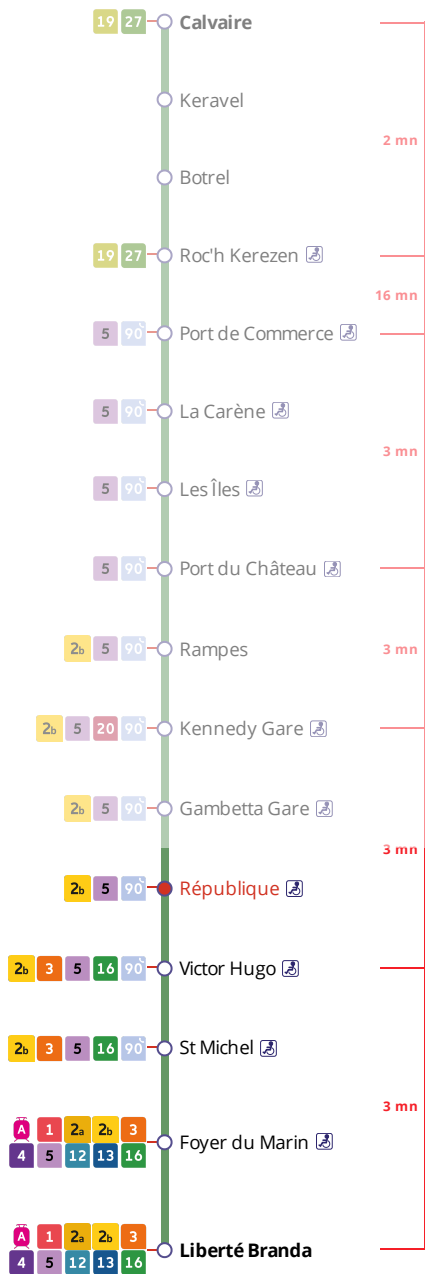 19 27 Calvaire
Keravel
2 mn
Botrel
19 27 Roc'h Kerezen
16 mn
5 90 Port de Commerce
5 90 La Carène
3 mn
5 90 Les Îles
5 90 Port du Château
2b 5 90 Rampes 3 mn
2b 5 20 90 Kennedy Gare
2b 5 90 Gambetta Gare
3 mn
2b 5 90 République
2b 3 5 16 90 Victor Hugo
2b 3 5 16 90 St Michel
3 mn
A 1 2a 2b 3
4 5 12 13 16 Foyer du Marin
A 1 2a 2b 3
4 5 12 13 16 Liberté Branda